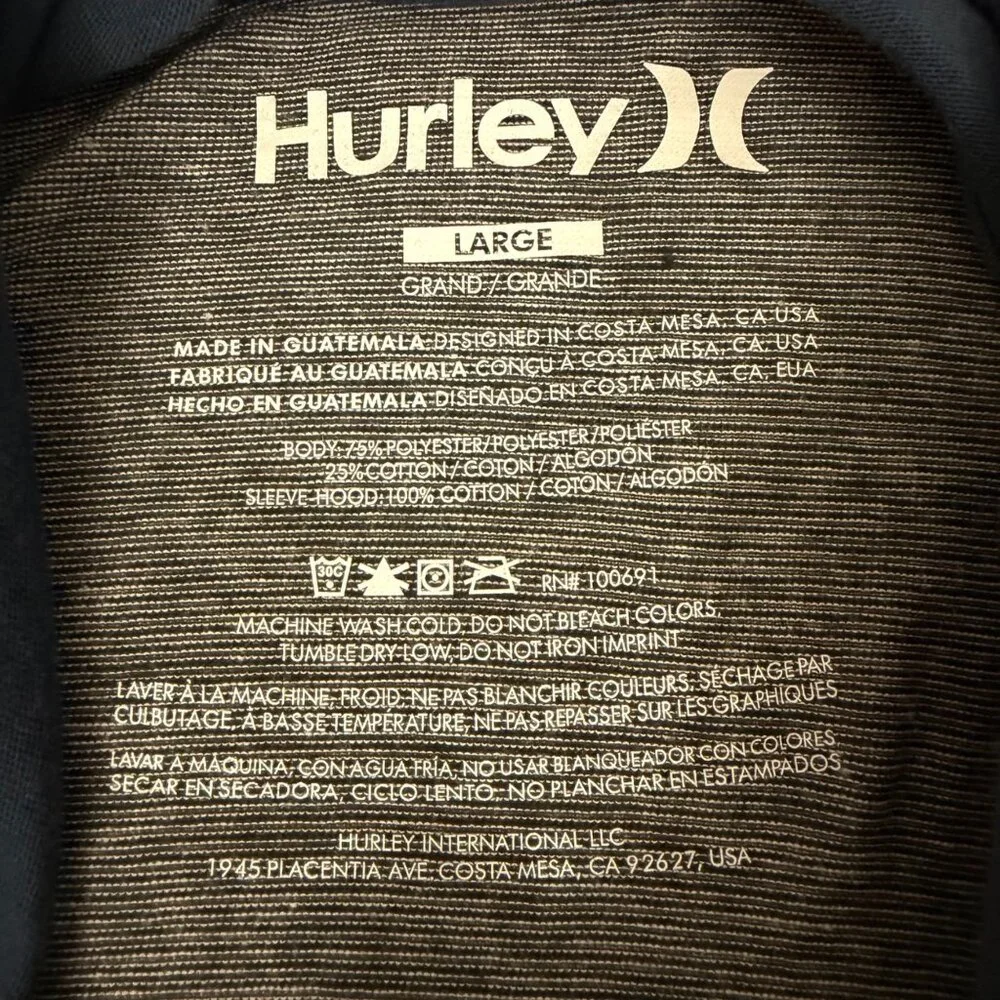 Hurley
LARGE
GRAND / GRANDE
MADE IN GUATEMALA DESIGNED IN COSTA MESA, CA USA
FABRIQUÉ AU GUATEMALA CONÇU À COSTA MESA, CA. USA
HECHO EN GUATEMALA DISEÑADO EN COSTA MESA, CA, EUA
BODY: 75% POLYESTER/POLYESTER/POLIÉSTER
25%COTTON / COTON / ALGODÓN
SLEEVE HOOD: 100% COTTON / COTON / ALGODÓN
30C RN# 100691
MACHINE WASH COLD, DO NOT BLEACH COLORS,
TUMBLE DRY LOW, DO NOT IRON IMPRINT
LAVER À LA MACHINE, FROID. NE PAS BLANCHIR COULEURS. SÉCHAGE PAR
CULBUTAGE. À BASSE TEMPÉRATURE, NE PAS REPASSER SUR LES GRAPHIQUES
LAVAR A MÁQUINA, CON AGUA FRÍA, NO USAR BLANQUEADOR CON COLORES
SECAR EN SECADORA, CICLO LENTO. NO PLANCHAR EN ESTAMPADOS
HURLEY INTERNATIONAL LLC
1945 PLACENTIA AVE. COSTA MESA, CA 92627, USA